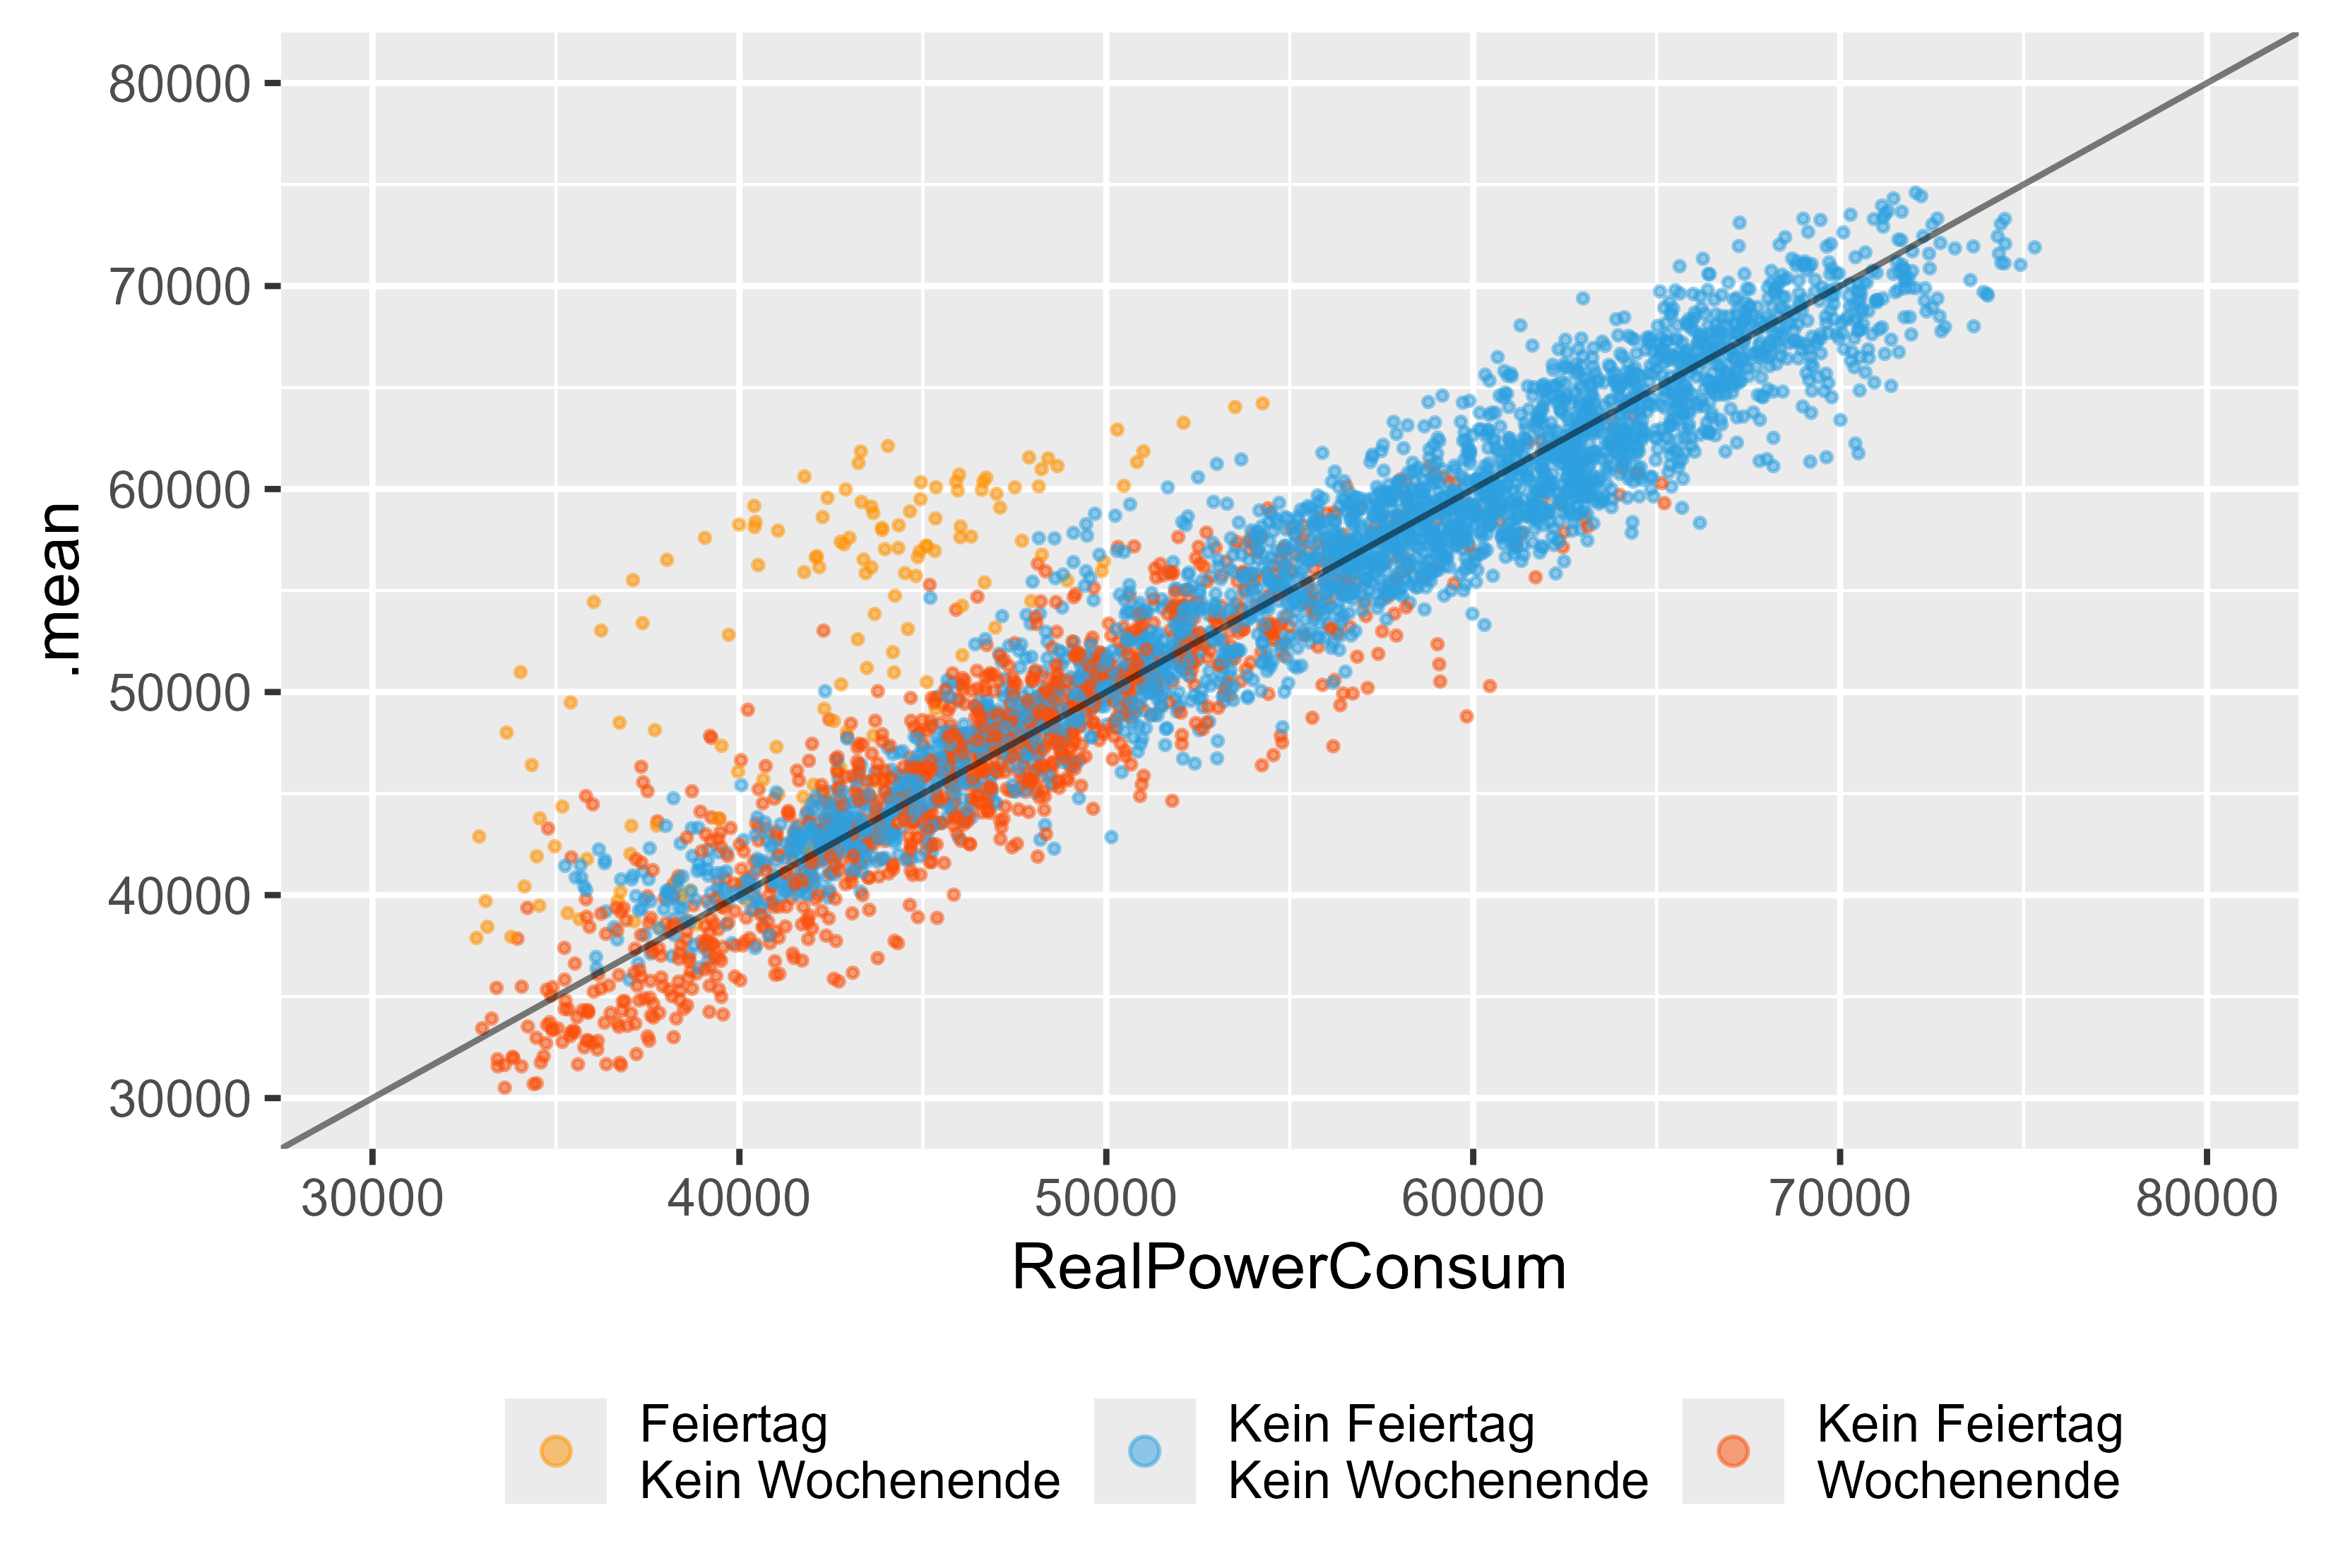 80000
70000
60000
50000
40000
30000
.mean
30000 40000 50000 60000 70000 80000
RealPowerConsum
Feiertag
Kein Wochenende
Kein Feiertag
Kein Wochenende
Kein Feiertag
Wochenende